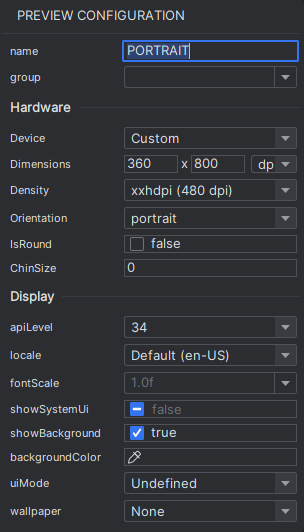 PREVIEW CONFIGURATION
name PORTRAIT
group
Hardware
Device Custom
Dimensions 360 x 800 dp
Density xxhdpi (480 dpi)
Orientation portrait
IsRound false
ChinSize 0
Display
apiLevel 34
locale Default (en-US)
fontScale 1.0f
showSystemUi false
showBackground true
backgroundColor
uiMode Undefined
wallpaper None